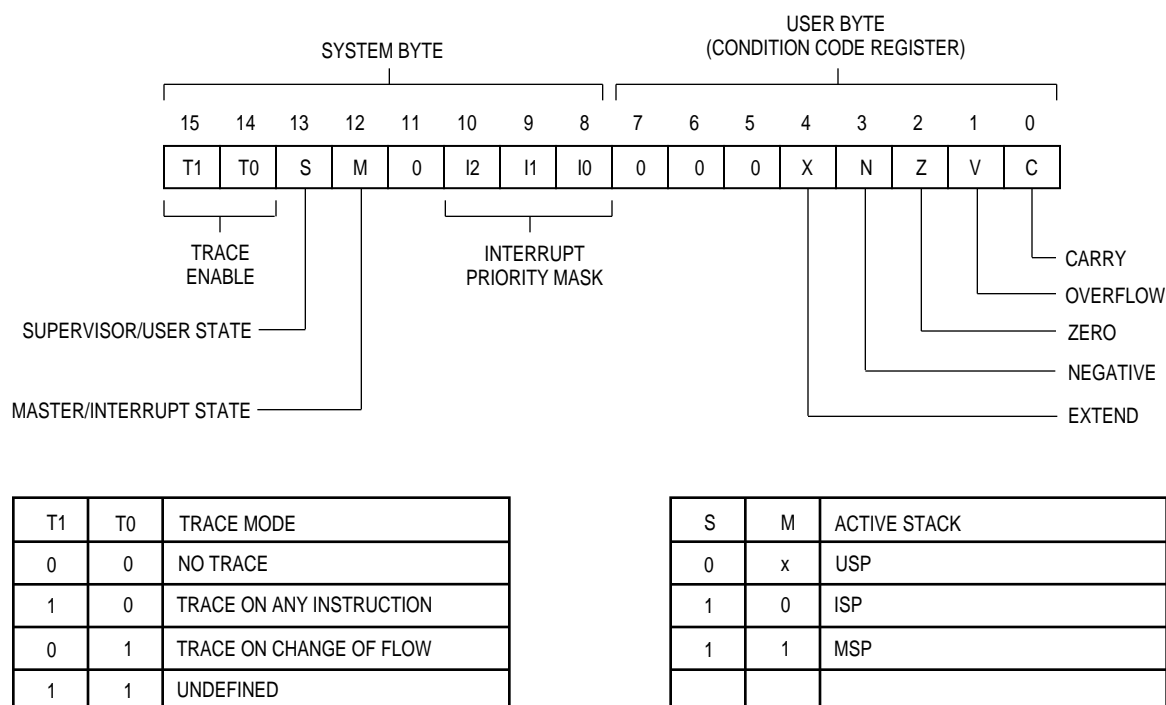 USER BYTE
(CONDITION CODE REGISTER)
SYSTEM BYTE
15 14 13 12 11 10 9 8 7 6 5 4 3 2 1 0
T1 T0 S M 0 I2 I1 I0 0 0 0 X N Z V C
TRACE
ENABLE
INTERRUPT
PRIORITY MASK
CARRY
OVERFLOW
SUPERVISOR/USER STATE
ZERO
NEGATIVE
MASTER/INTERRUPT STATE
EXTEND
T1 T0 TRACE MODE
0 0 NO TRACE
1 0 TRACE ON ANY INSTRUCTION
0 1 TRACE ON CHANGE OF FLOW
1 1 UNDEFINED
S M ACTIVE STACK
0 x USP
1 0 ISP
1 1 MSP